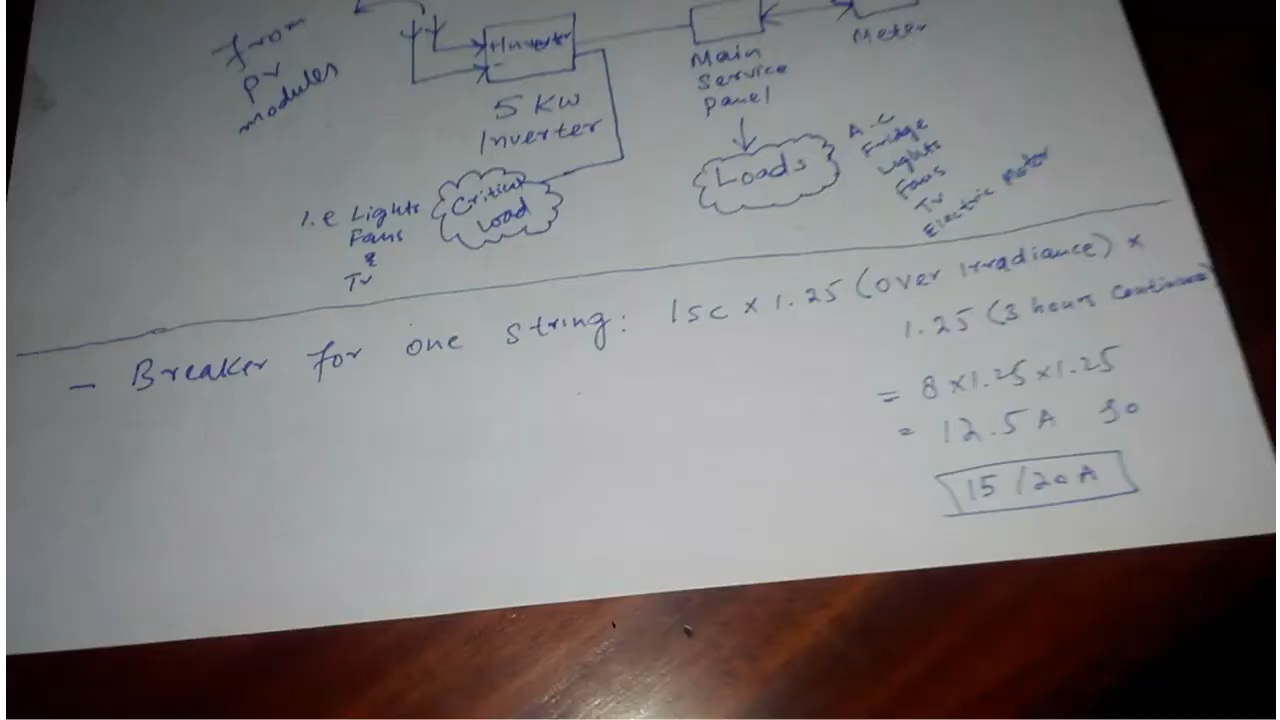 from
PV
modules
+Inverter
-
5 KW
Inverter
Main
Service
Panel
Meter
Loads
A.C
Fridge
Lights
Fans
TV
Electric Motor
Critical
Load
I.e Lights
Fans
&
TV
- Breaker for one string: Isc x 1.25 (over Irradiance) x
1.25 (3 hours Continuous)
= 8 x 1.25 x 1.25
= 12.5 A so
15 / 20 A